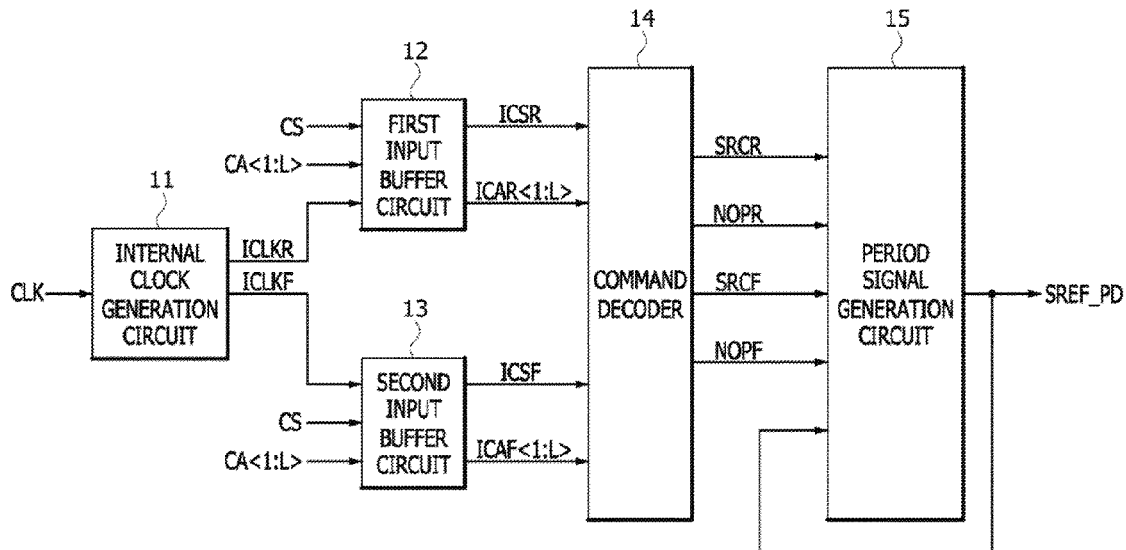 14
15
12
CS
FIRST
INPUT
BUFFER
CIRCUIT
ICSR
CA<1:L>
ICAR<1:L>
SRCR
11
NOPR
INTERNAL
CLOCK
GENERATION
CIRCUIT
ICLKR
ICLKF
CLK
COMMAND
DECODER
SRCF
PERIOD
SIGNAL
GENERATION
CIRCUIT
SREF_PD
13
NOPF
SECOND
INPUT
BUFFER
CIRCUIT
ICSF
CS
CA<1:L>
ICAF<1:L>